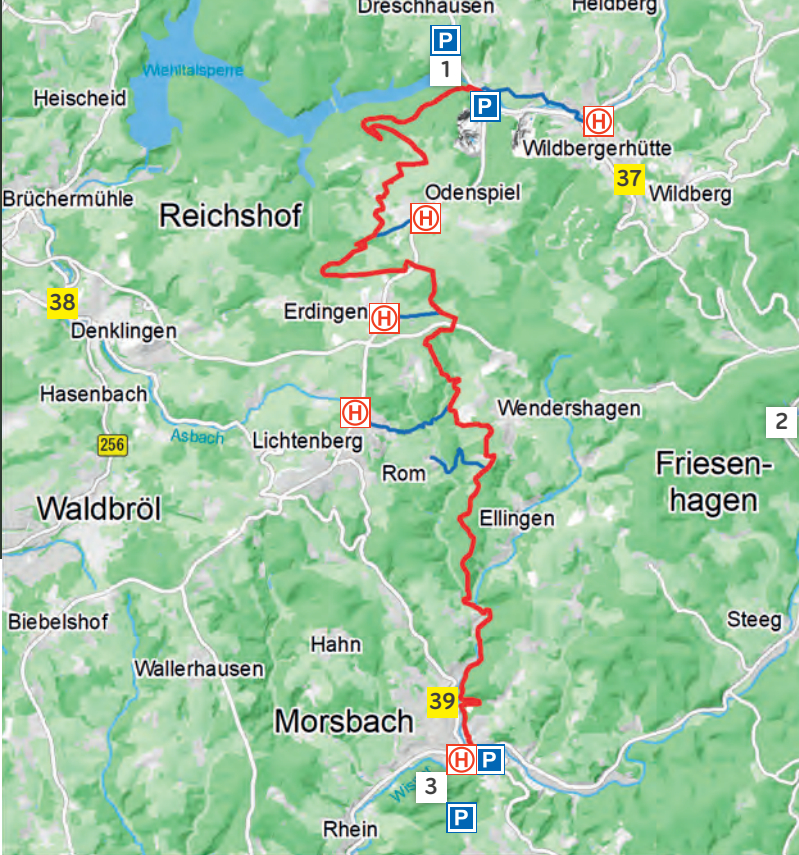 Dreschhausen
Heidberg
P
1
Wiehltalsperre
Heischeid
P
H
Wildbergerhütte
37
Brüchermühle
Odenspiel
Wildberg
Reichshof
H
38
Erdingen
H
Denklingen
Hasenbach
H
Wendershagen
2
Asbach
256
Lichtenberg
Rom
Friesen-
hagen
Waldbröl
Ellingen
Biebelshof
Steeg
Hahn
Wallerhausen
39
Morsbach
H P
3
P
Rhein